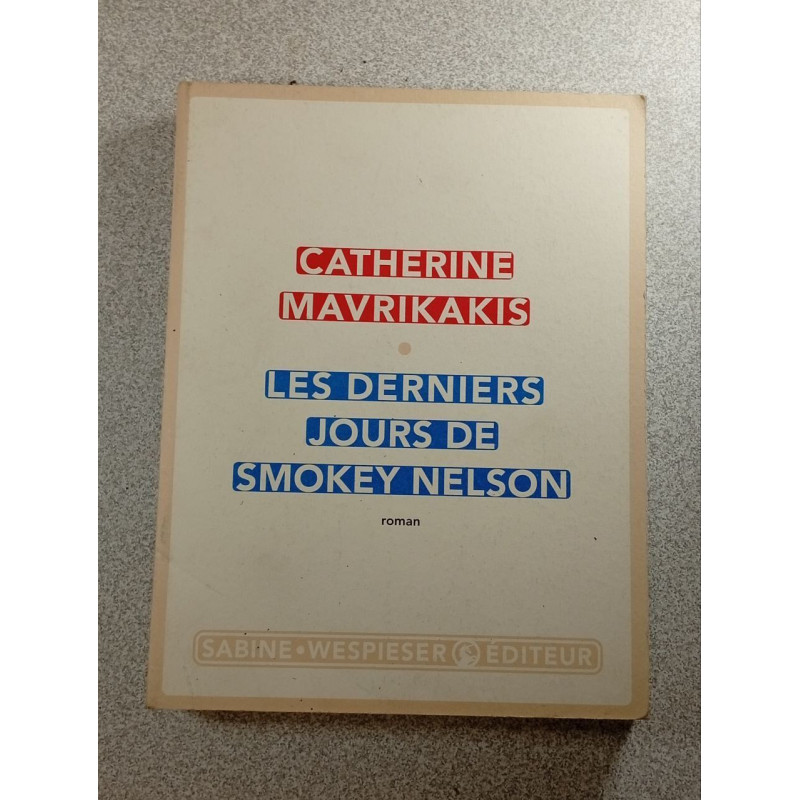 CATHERINE
MAVRIKAKIS
LES DERNIERS
JOURS DE
SMOKEY NELSON
roman
SABINE • WESPIESER ÉDITEUR